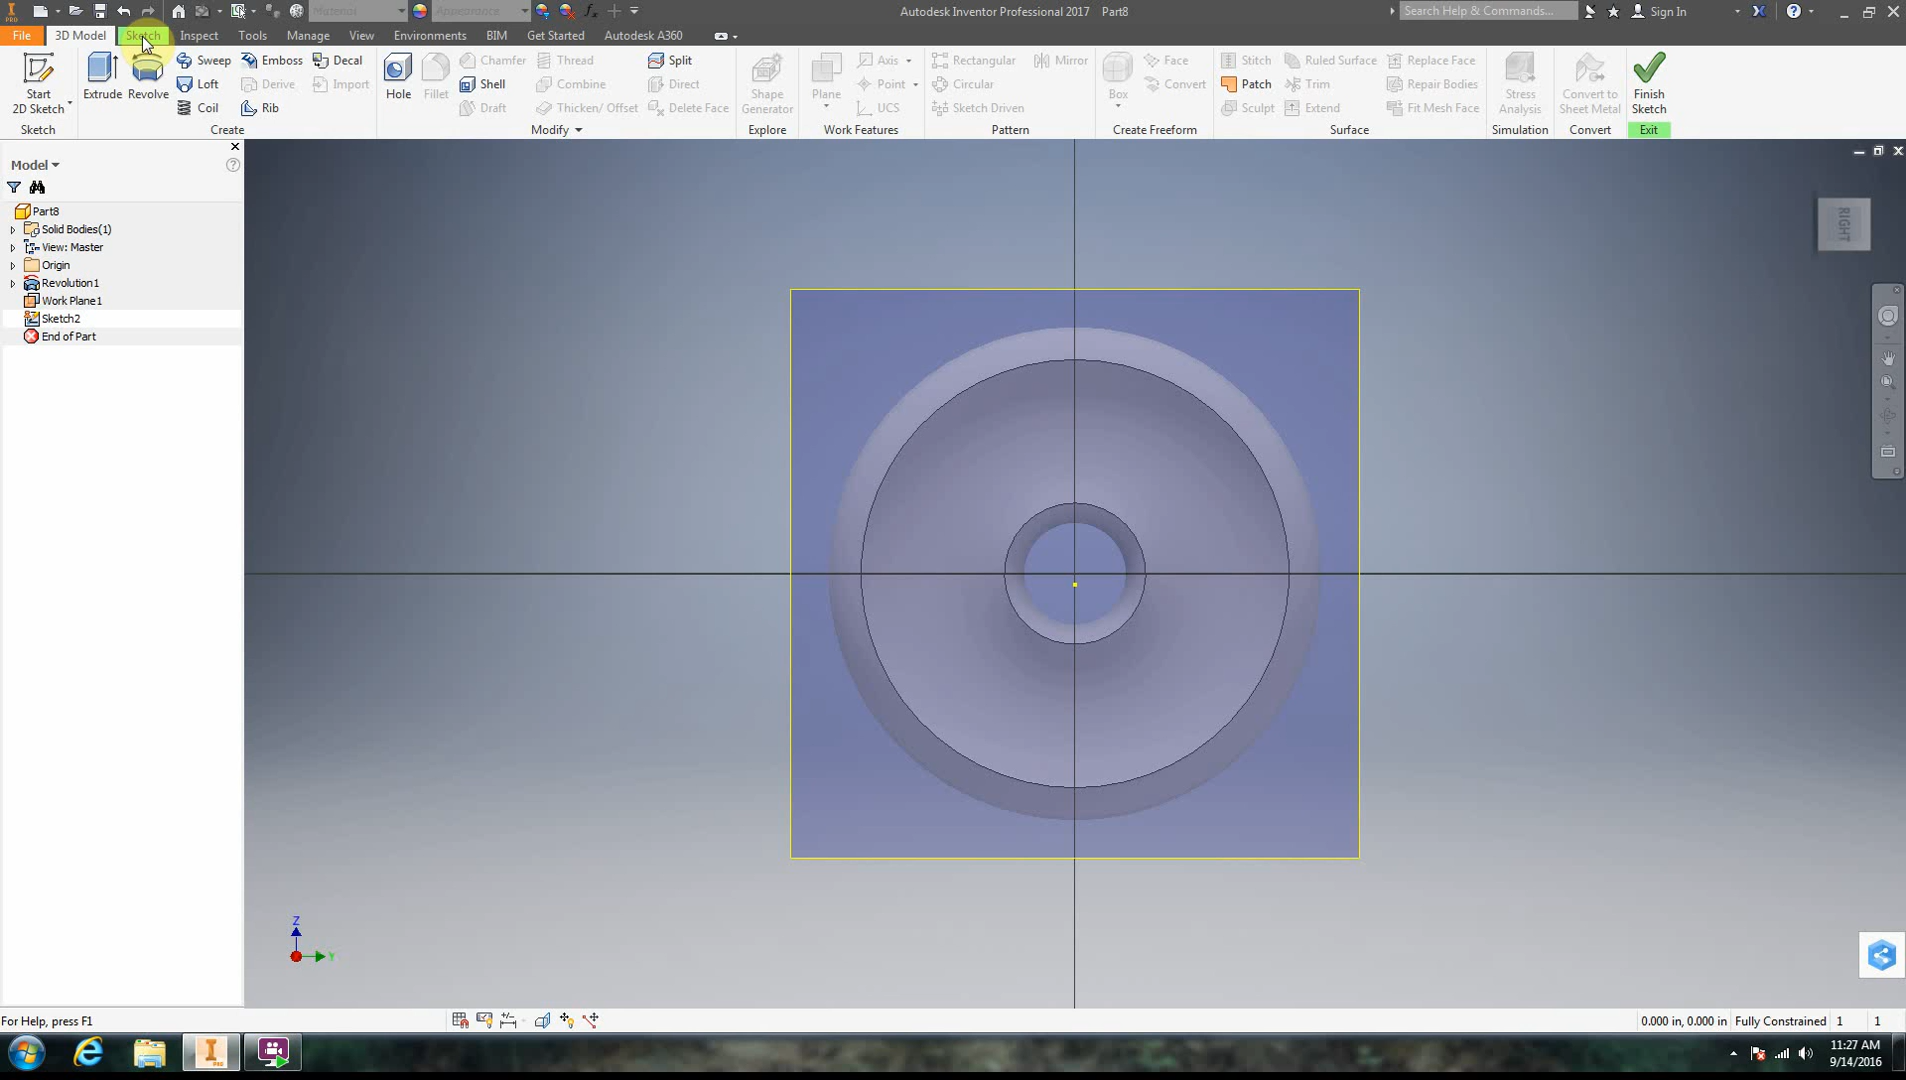 PRO Material Appearance fx Autodesk Inventor Professional 2017 Part8 Search Help & Commands... Sign In
File 3D Model Sketch Inspect Tools Manage View Environments BIM Get Started Autodesk A360
Start
2D Sketch
Sketch
Extrude
Revolve
Sweep
Loft
Coil
Emboss
Derive
Rib
Decal
Import
Create
Hole
Fillet
Chamfer
Shell
Draft
Thread
Combine
Thicken/ Offset
Split
Direct
Delete Face
Modify
Shape
Generator
Explore
Plane
Axis
Point
UCS
Work Features
Rectangular
Circular
Sketch Driven
Mirror
Pattern
Box
Face
Convert
Create Freeform
Stitch
Patch
Sculpt
Ruled Surface
Trim
Extend
Replace Face
Repair Bodies
Fit Mesh Face
Surface
Stress
Analysis
Simulation
Convert to
Sheet Metal
Convert
Finish
Sketch
Exit
Model
Part8
Solid Bodies(1)
View: Master
Origin
Revolution1
Work Plane1
Sketch2
End of Part
RIGHT
Z
Y
For Help, press F1
0.000 in, 0.000 in Fully Constrained 1 1
11:27 AM
9/14/2016